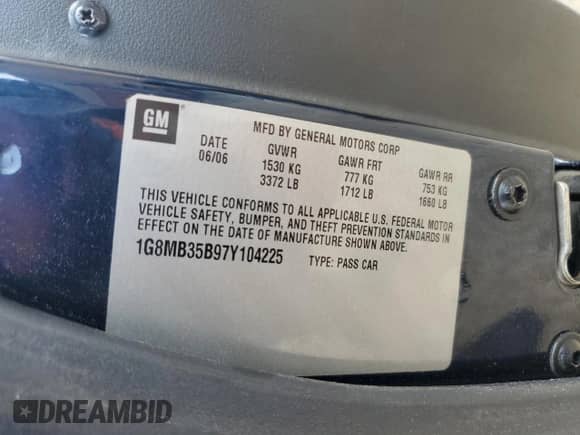 GM
MFD BY GENERAL MOTORS CORP
DATE GVWR GAWR FRT GAWR RR
06/06 1530 KG 777 KG 753 KG
3372 LB 1712 LB 1660 LB
THIS VEHICLE CONFORMS TO ALL APPLICABLE U.S. FEDERAL MOTOR
VEHICLE SAFETY, BUMPER, AND THEFT PREVENTION STANDARDS IN
EFFECT ON THE DATE OF MANUFACTURE SHOWN ABOVE.
1G8MB35B97Y104225 TYPE: PASS CAR
DREAMBID